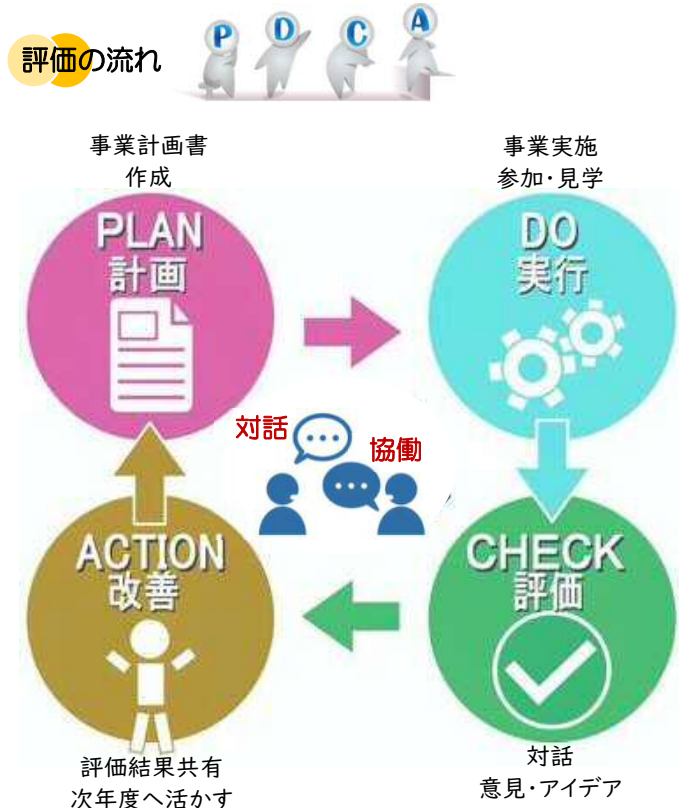 評価の流れ
P D C A
事業計画書
作成
事業実施
参加・見学
PLAN
計画
DO
実行
対話
協働
ACTION
改善
CHECK
評価
評価結果共有
次年度へ活かす
対話
意見・アイデア